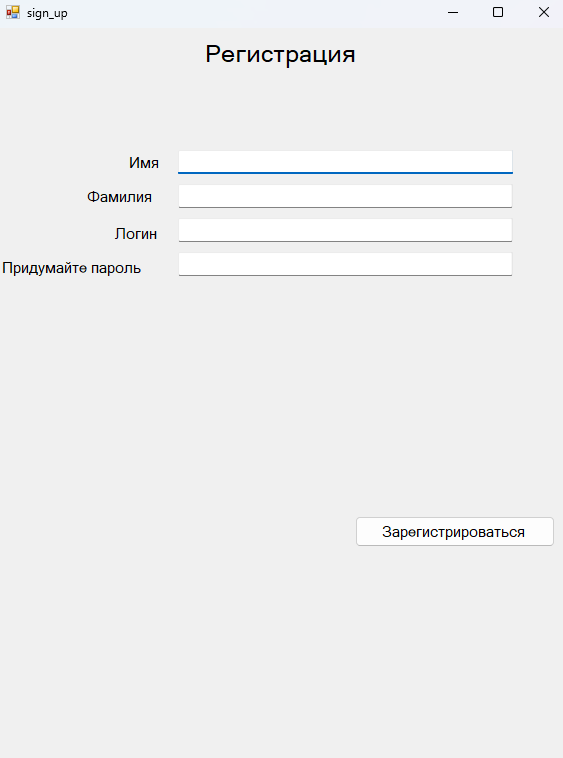 sign_up
Регистрация
Имя
Фамилия
Логин
Придумайте пароль
Зарегистрироваться